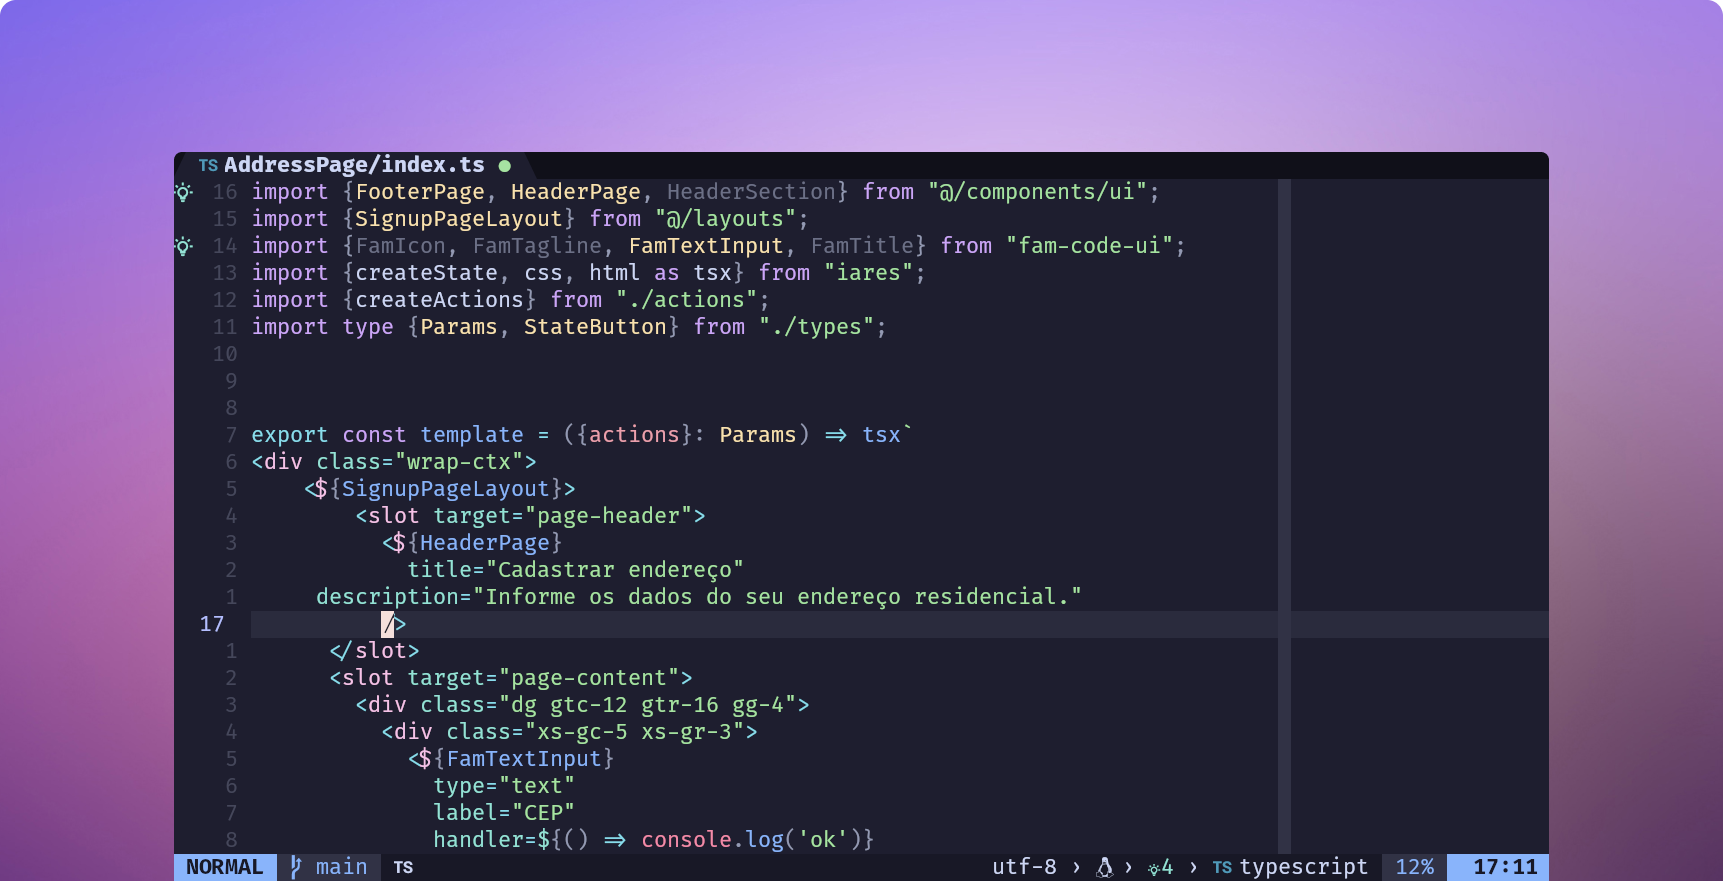 TS AddressPage/index.ts ●
16 import {FooterPage, HeaderPage, HeaderSection} from "@/components/ui";
15 import {SignupPageLayout} from "@/layouts";
14 import {FamIcon, FamTagline, FamTextInput, FamTitle} from "fam-code-ui";
13 import {createState, css, html as tsx} from "iares";
12 import {createActions} from "./actions";
11 import type {Params, StateButton} from "./types";
10
9
8
7 export const template = ({actions}: Params) => tsx`
6 <div class="wrap-ctx">
5     <${SignupPageLayout}>
4         <slot target="page-header">
3           <${HeaderPage}
2             title="Cadastrar endereço"
1      description="Informe os dados do seu endereço residencial."
17           />
1       </slot>
2       <slot target="page-content">
3         <div class="dg gtc-12 gtr-16 gg-4">
4           <div class="xs-gc-5 xs-gr-3">
5             <${FamTextInput}
6               type="text"
7               label="CEP"
8               handler=${() => console.log('ok')}
NORMAL main TS utf-8 › › 4 › TS typescript 12% 17:11